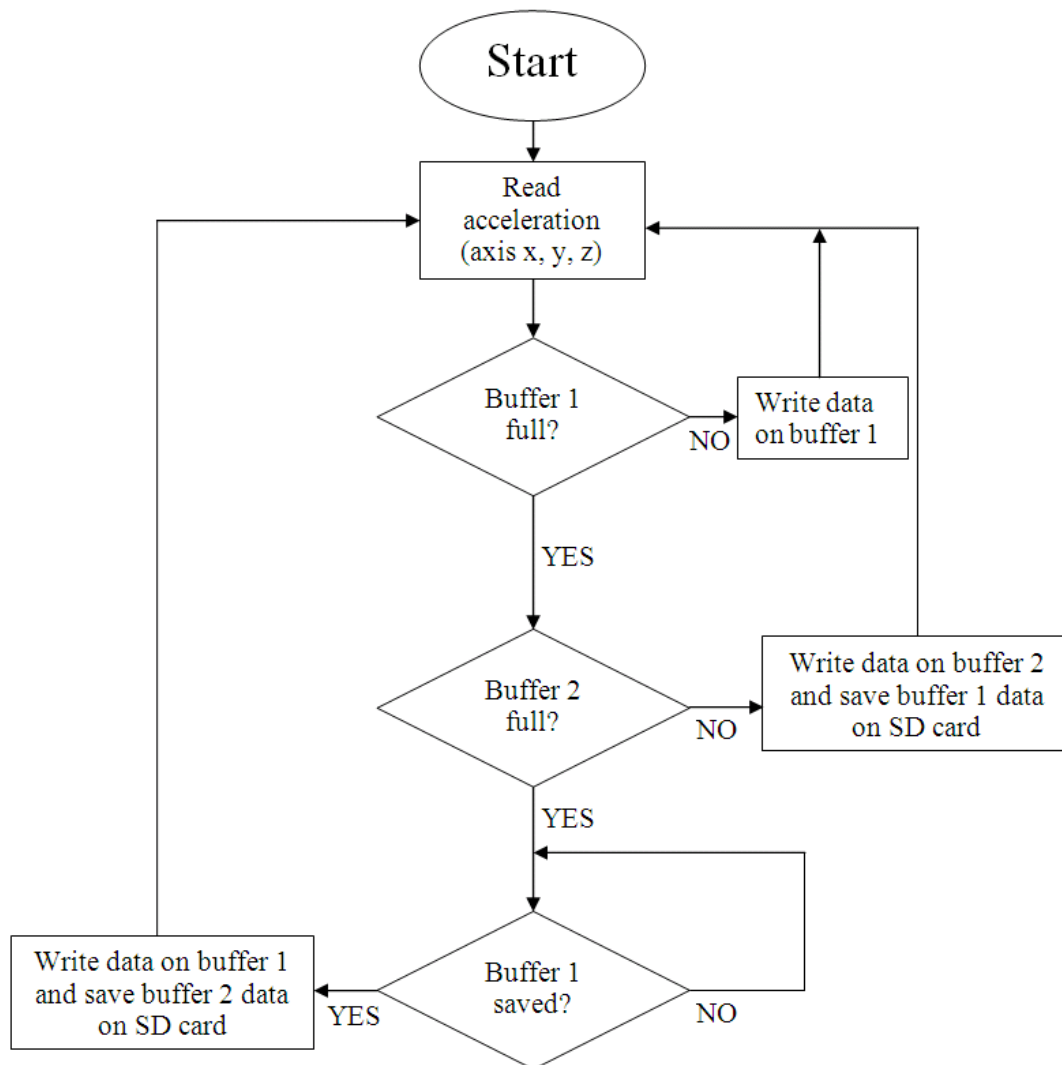 Start
Read
acceleration
(axis x, y, z)
Buffer 1
full?
NO
Write data
on buffer 1
YES
Buffer 2
full?
NO
Write data on buffer 2
and save buffer 1 data
on SD card
YES
Write data on buffer 1
and save buffer 2 data
on SD card
YES
Buffer 1
saved?
NO